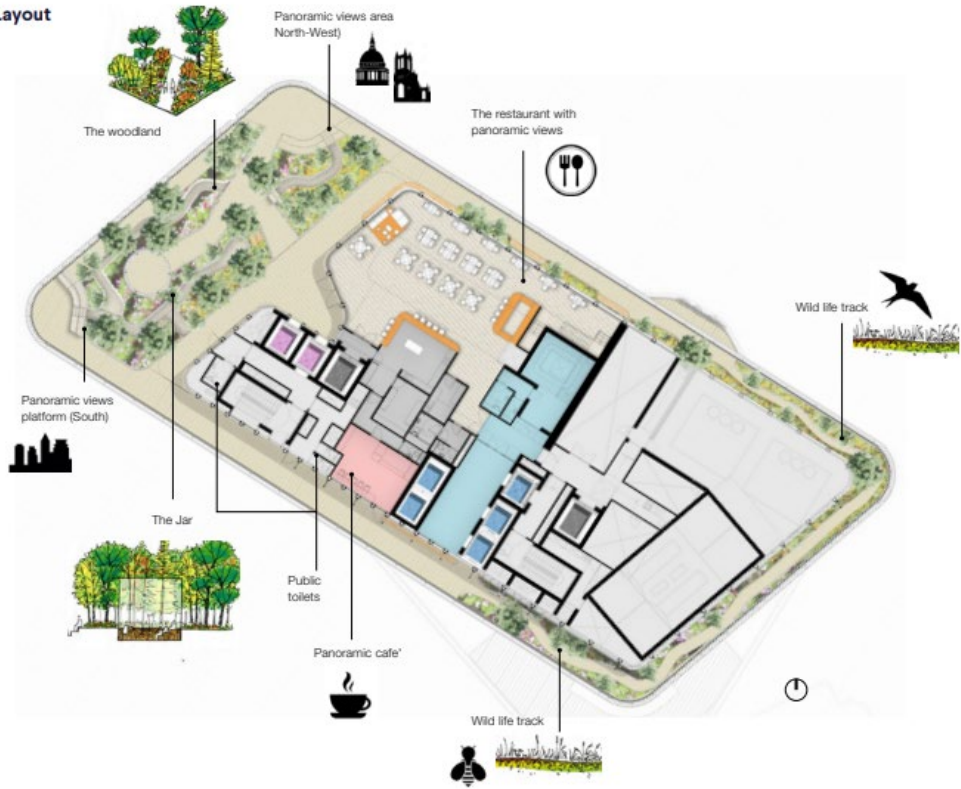 Layout
Panoramic views area
North-West)
The woodland
The restaurant with
panoramic views
Wild life track
Panoramic views
platform (South)
The Jar
Public
toilets
Panoramic cafe'
Wild life track